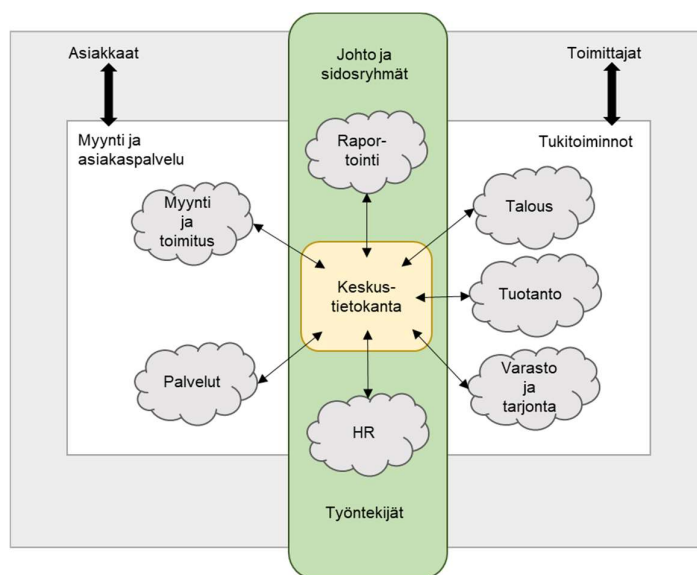 Asiakkaat
Johto ja
sidosryhmät
Toimittajat
Myynti ja
asiakaspalvelu
Tukitoiminnot
Rapor-
tointi
Myynti
ja
toimitus
Talous
Keskus-
tietokanta
Tuotanto
Palvelut
Varasto
ja
tarjonta
HR
Työntekijät